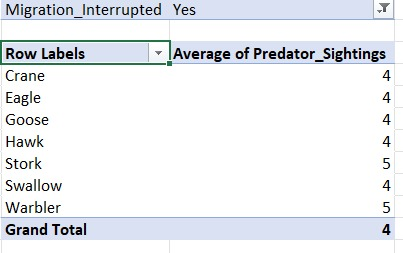 Migration_Interrupted Yes
Row Labels Average of Predator_Sightings
Crane 4
Eagle 4
Goose 4
Hawk 4
Stork 5
Swallow 4
Warbler 5
Grand Total 4